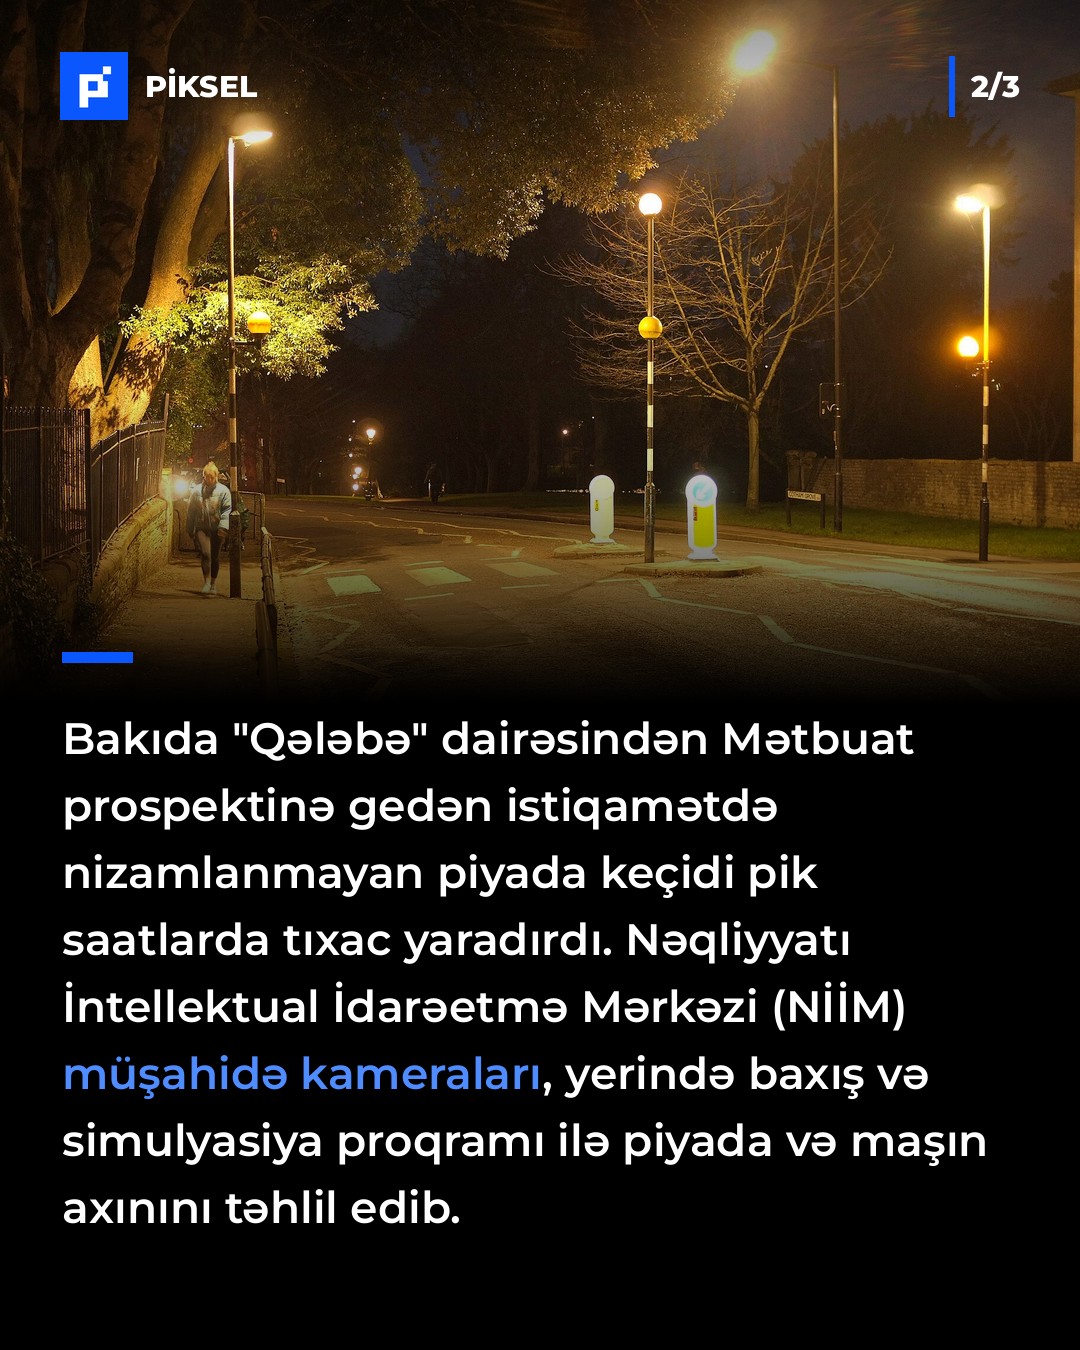 PİKSEL
2/3
Bakıda "Qələbə" dairəsindən Mətbuat
prospektinə gedən istiqamətdə
nizamlanmayan piyada keçidi pik
saatlarda tıxac yaradırdı. Nəqliyyatı
İntellektual İdarəetmə Mərkəzi (NİİM)
müşahidə kameraları, yerində baxış və
simulyasiya proqramı ilə piyada və maşın
axınını təhlil edib.